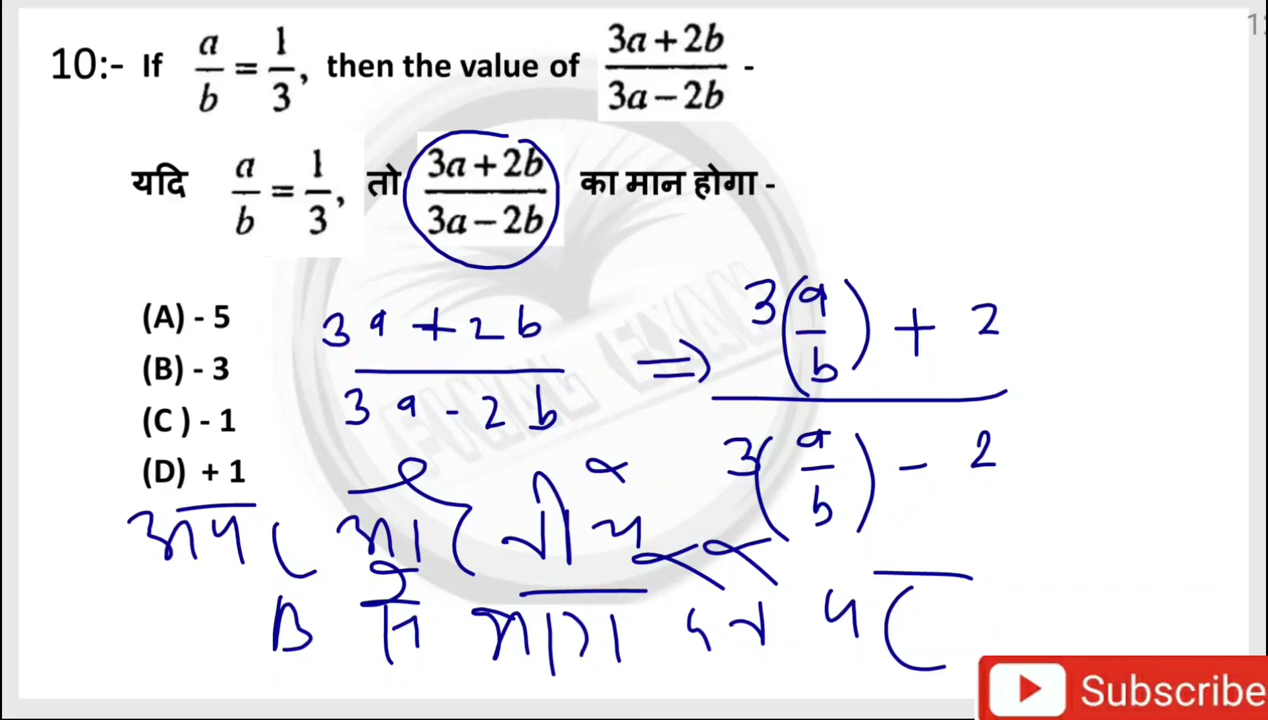 10:- If a/b = 1/3, then the value of (3a+2b)/(3a-2b) -
यदि a/b = 1/3, तो (3a+2b)/(3a-2b) का मान होगा -
(A) - 5
(B) - 3
(C ) - 1
(D) + 1
(3a+2b)/(3a-2b) => (3(a/b) + 2)/(3(a/b) - 2)
B से भाग
Subscribe